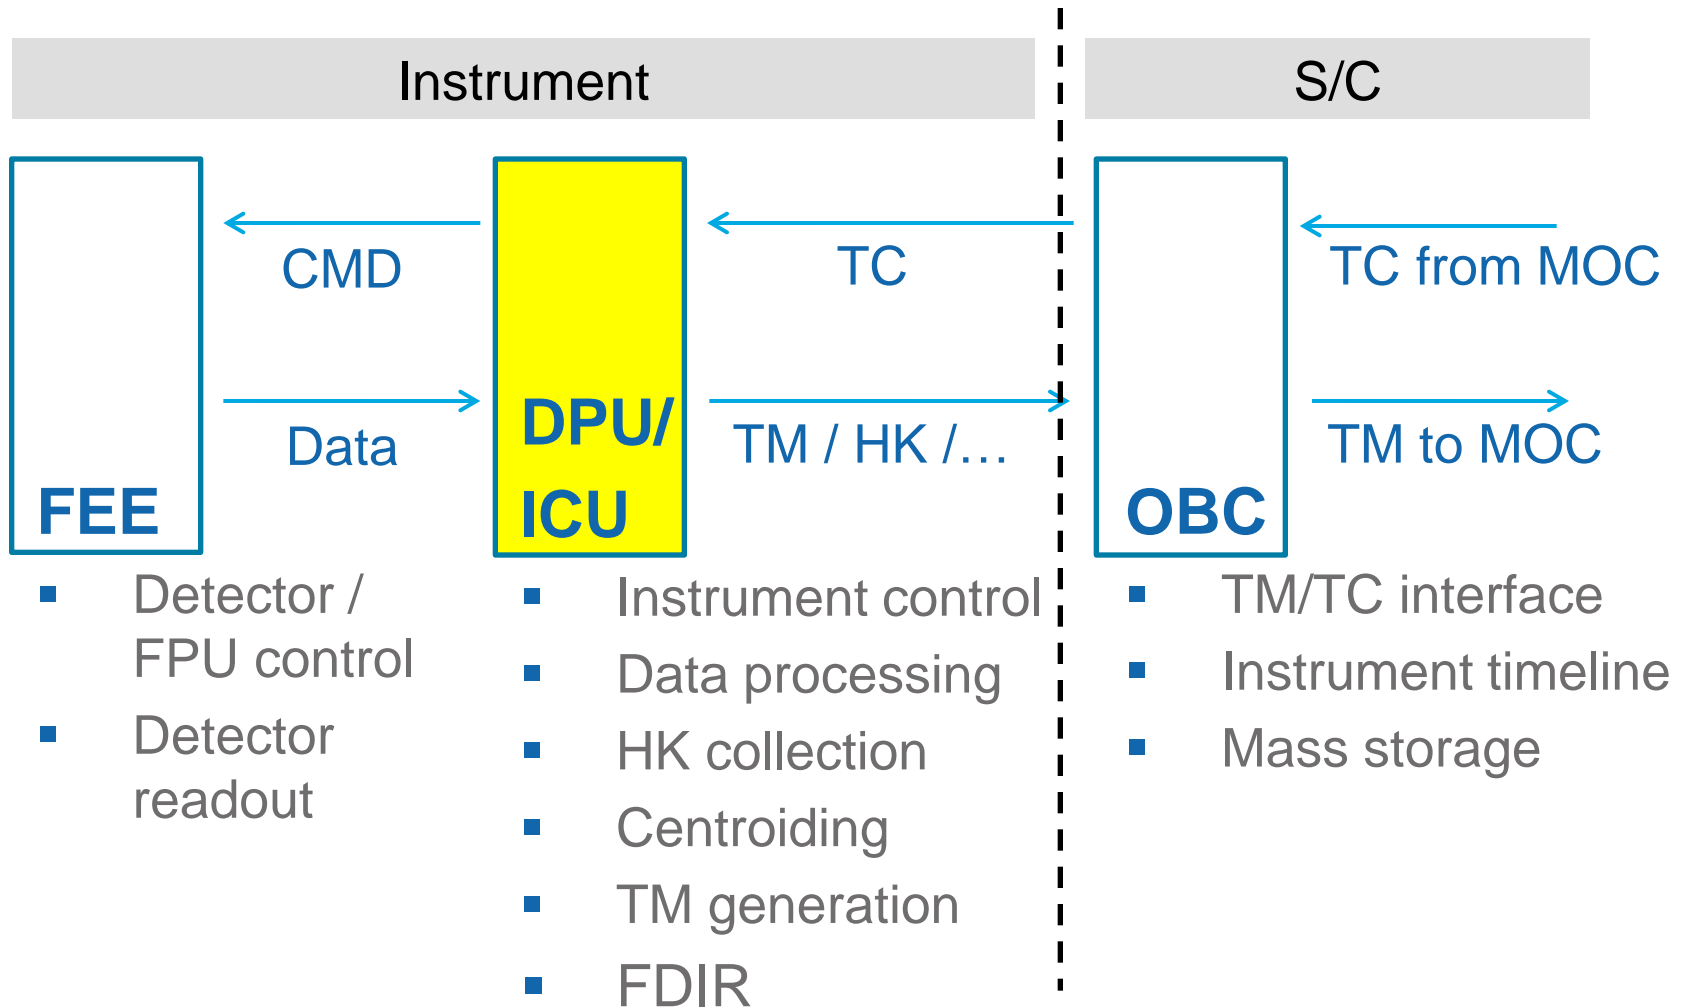 Instrument
S/C
CMD
TC
TC from MOC
Data
TM / HK /…
TM to MOC
FEE
DPU/
ICU
OBC
Detector /
FPU control
Detector
readout
Instrument control
Data processing
HK collection
Centroiding
TM generation
FDIR
TM/TC interface
Instrument timeline
Mass storage